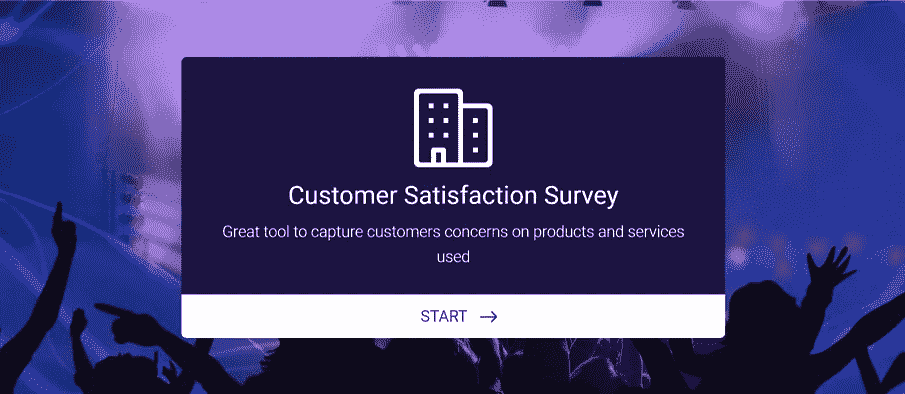 Customer Satisfaction Survey
Great tool to capture customers concerns on products and services
used
START